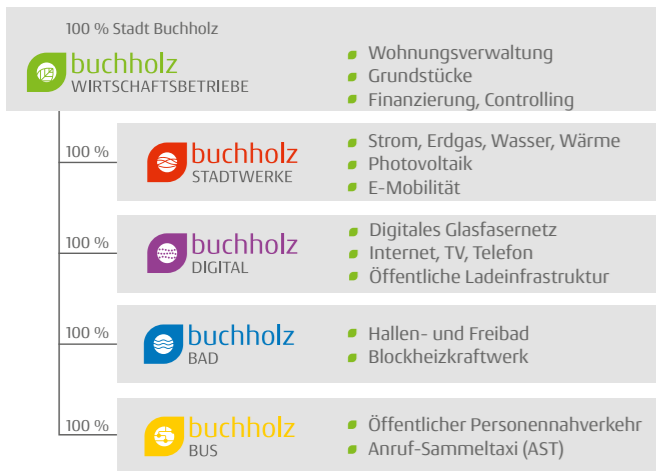 100 % Stadt Buchholz
buchholz
WIRTSCHAFTSBETRIEBE
Wohnungsverwaltung
Grundstücke
Finanzierung, Controlling
100 %
buchholz
STADTWERKE
Strom, Erdgas, Wasser, Wärme
Photovoltaik
E-Mobilität
100 %
buchholz
DIGITAL
Digitales Glasfasernetz
Internet, TV, Telefon
Öffentliche Ladeinfrastruktur
100 %
buchholz
BAD
Hallen- und Freibad
Blockheizkraftwerk
100 %
buchholz
BUS
Öffentlicher Personennahverkehr
Anruf-Sammeltaxi (AST)